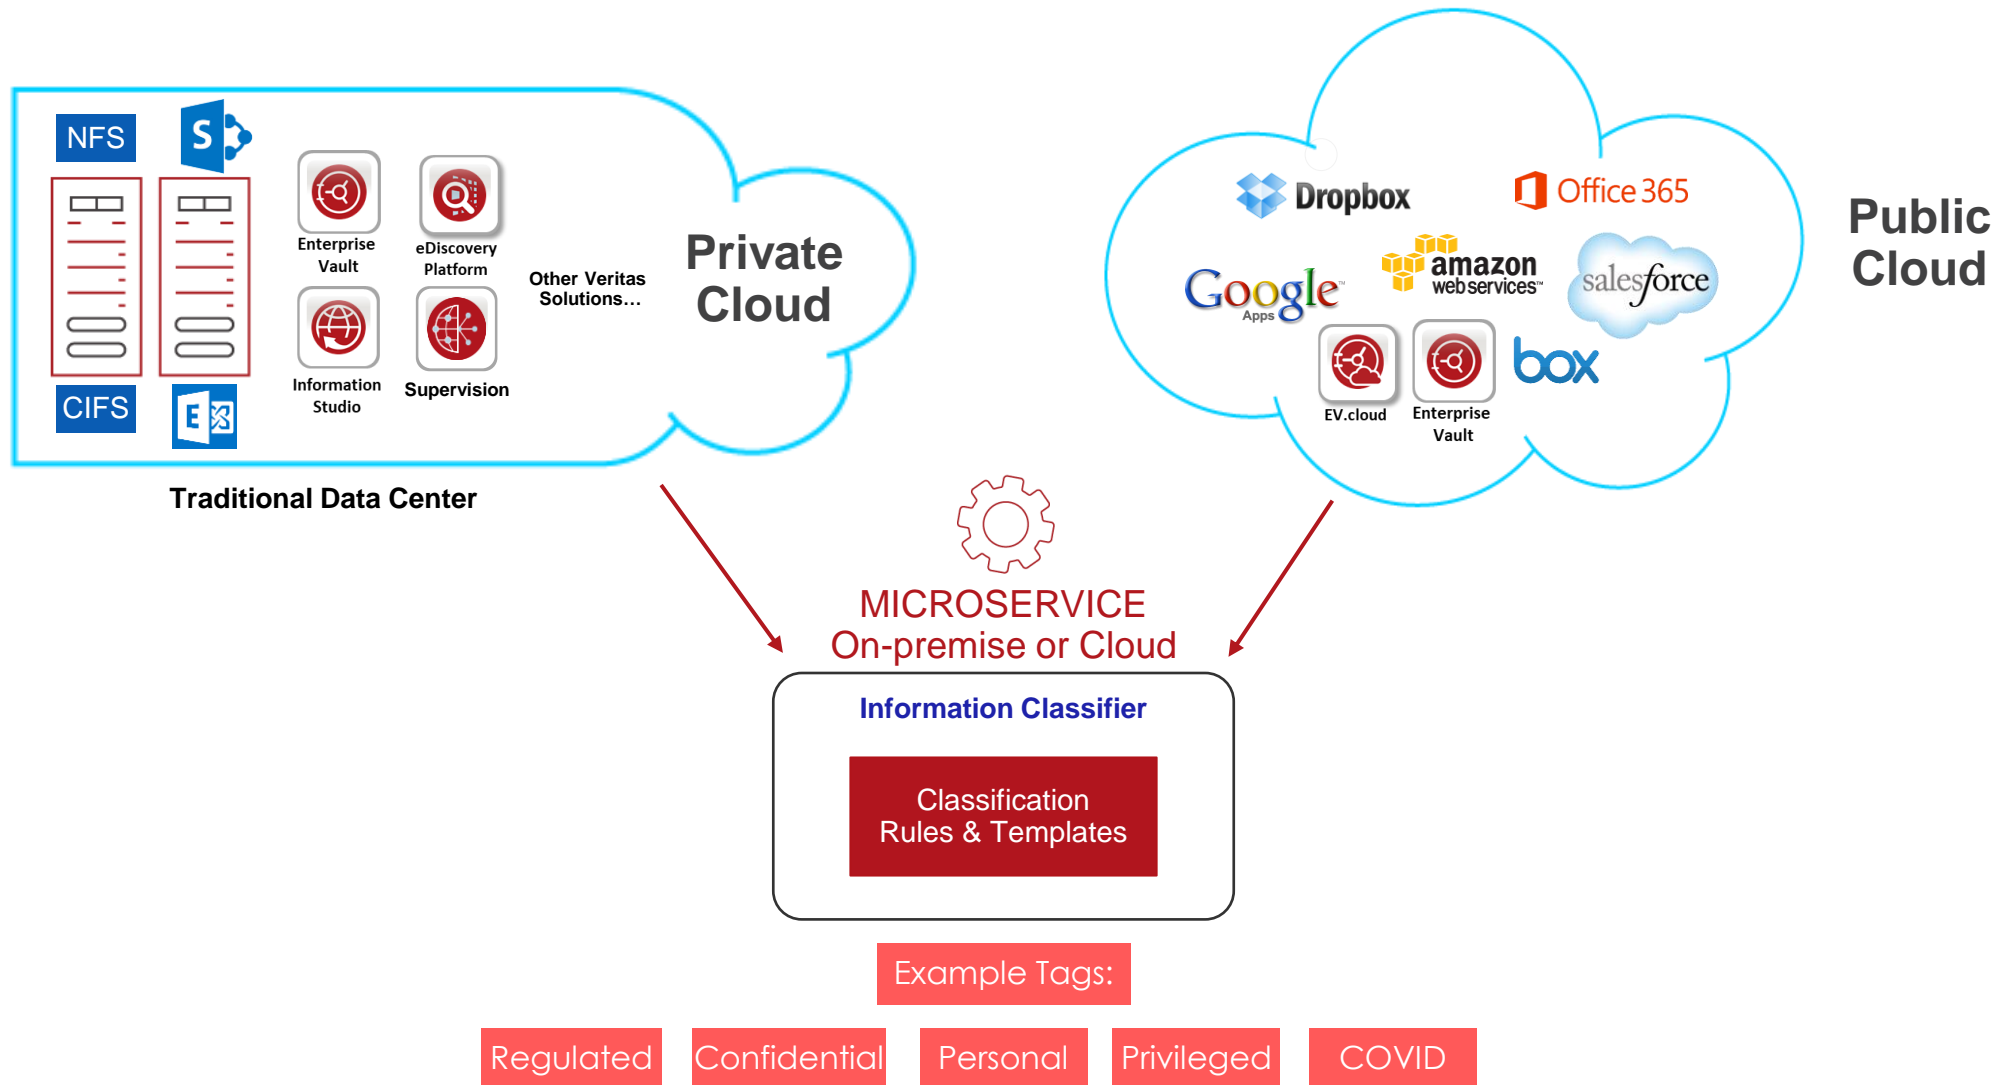 NFS
S
CIFS
E
Enterprise
Vault
eDiscovery
Platform
Information
Studio
Supervision
Other Veritas
Solutions...
Private
Cloud
Traditional Data Center
Dropbox
Office 365
Google
Apps
amazon
webservices™
salesforce
EV.cloud
Enterprise
Vault
box
Public
Cloud
MICROSERVICE
On-premise or Cloud
Information Classifier
Classification
Rules & Templates
Example Tags:
Regulated
Confidential
Personal
Privileged
COVID